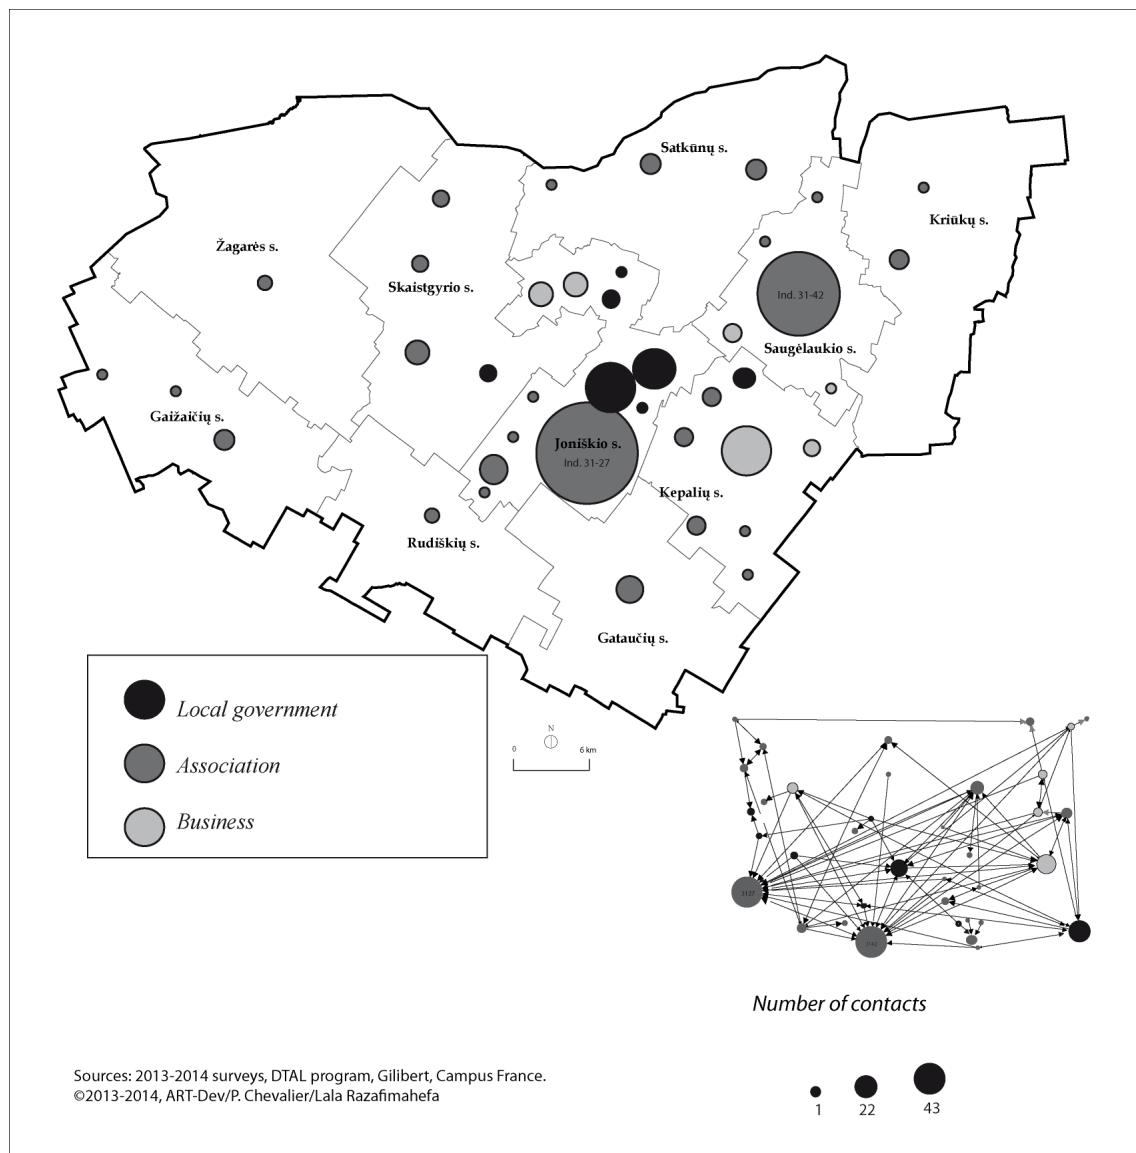 Satkūnų s.
Kriūkų s.
Žagarės s.
Skaistgyrio s.
Ind. 31-42
Saugėlaukio s.
Gaižaičių s.
Joniškio s.
Ind. 31-27
Kepalių s.
Rudiškių s.
Gataučių s.
Local government
Association
Business
N
0 6 km
3127
3142
Number of contacts
1 22 43
Sources: 2013-2014 surveys, DTAL program, Gilibert, Campus France.
©2013-2014, ART-Dev/P. Chevalier/Lala Razafimahefa